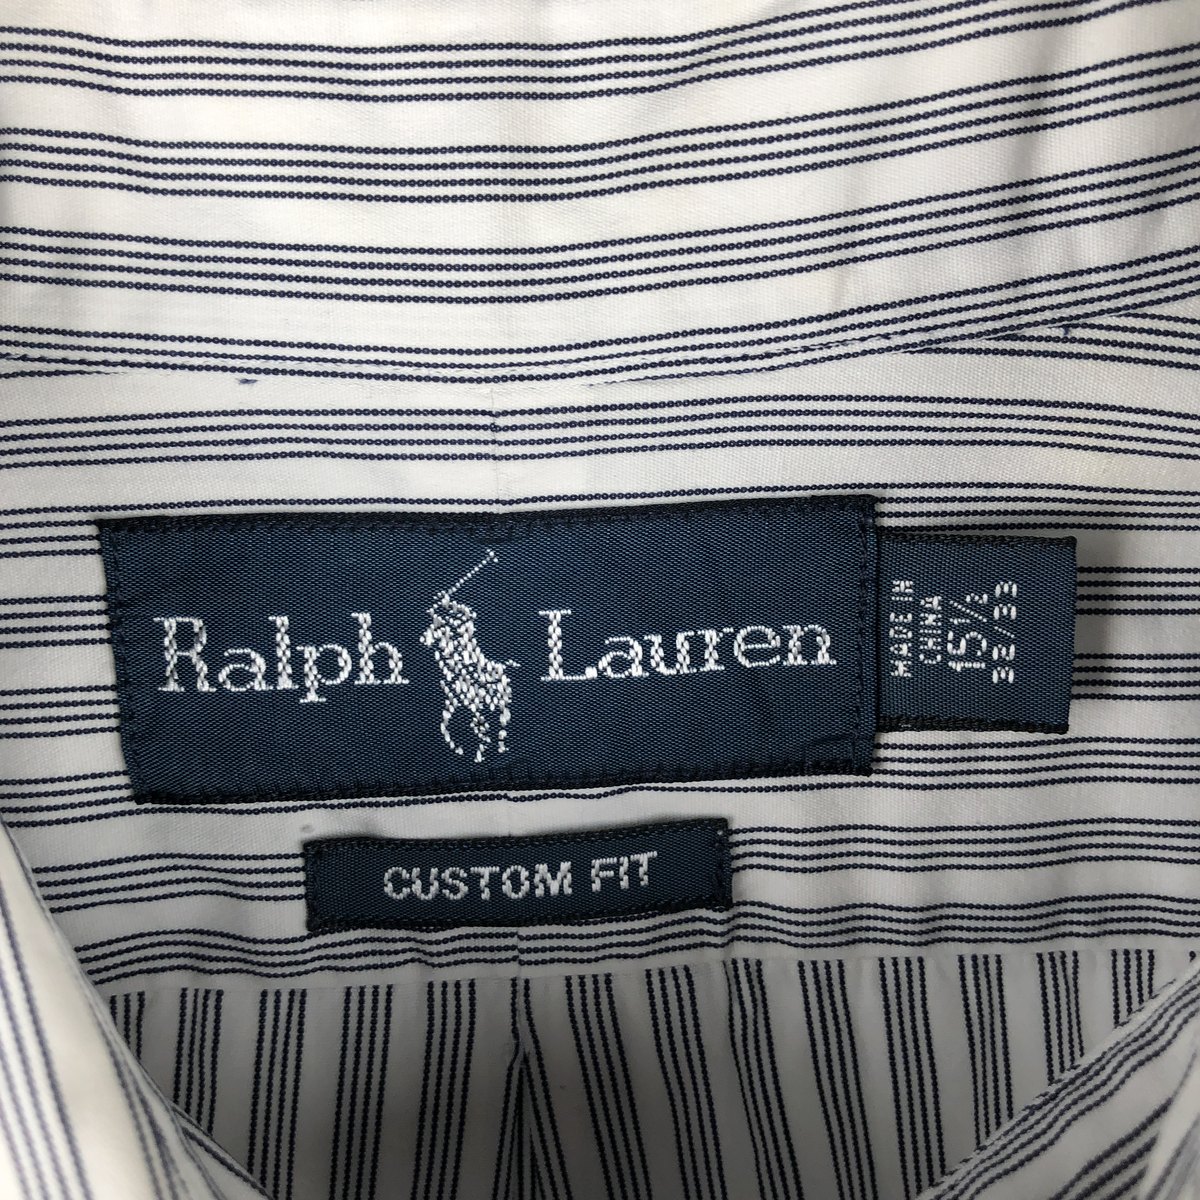 Ralph Lauren
MADE IN
CHINA
15½
32/33
CUSTOM FIT